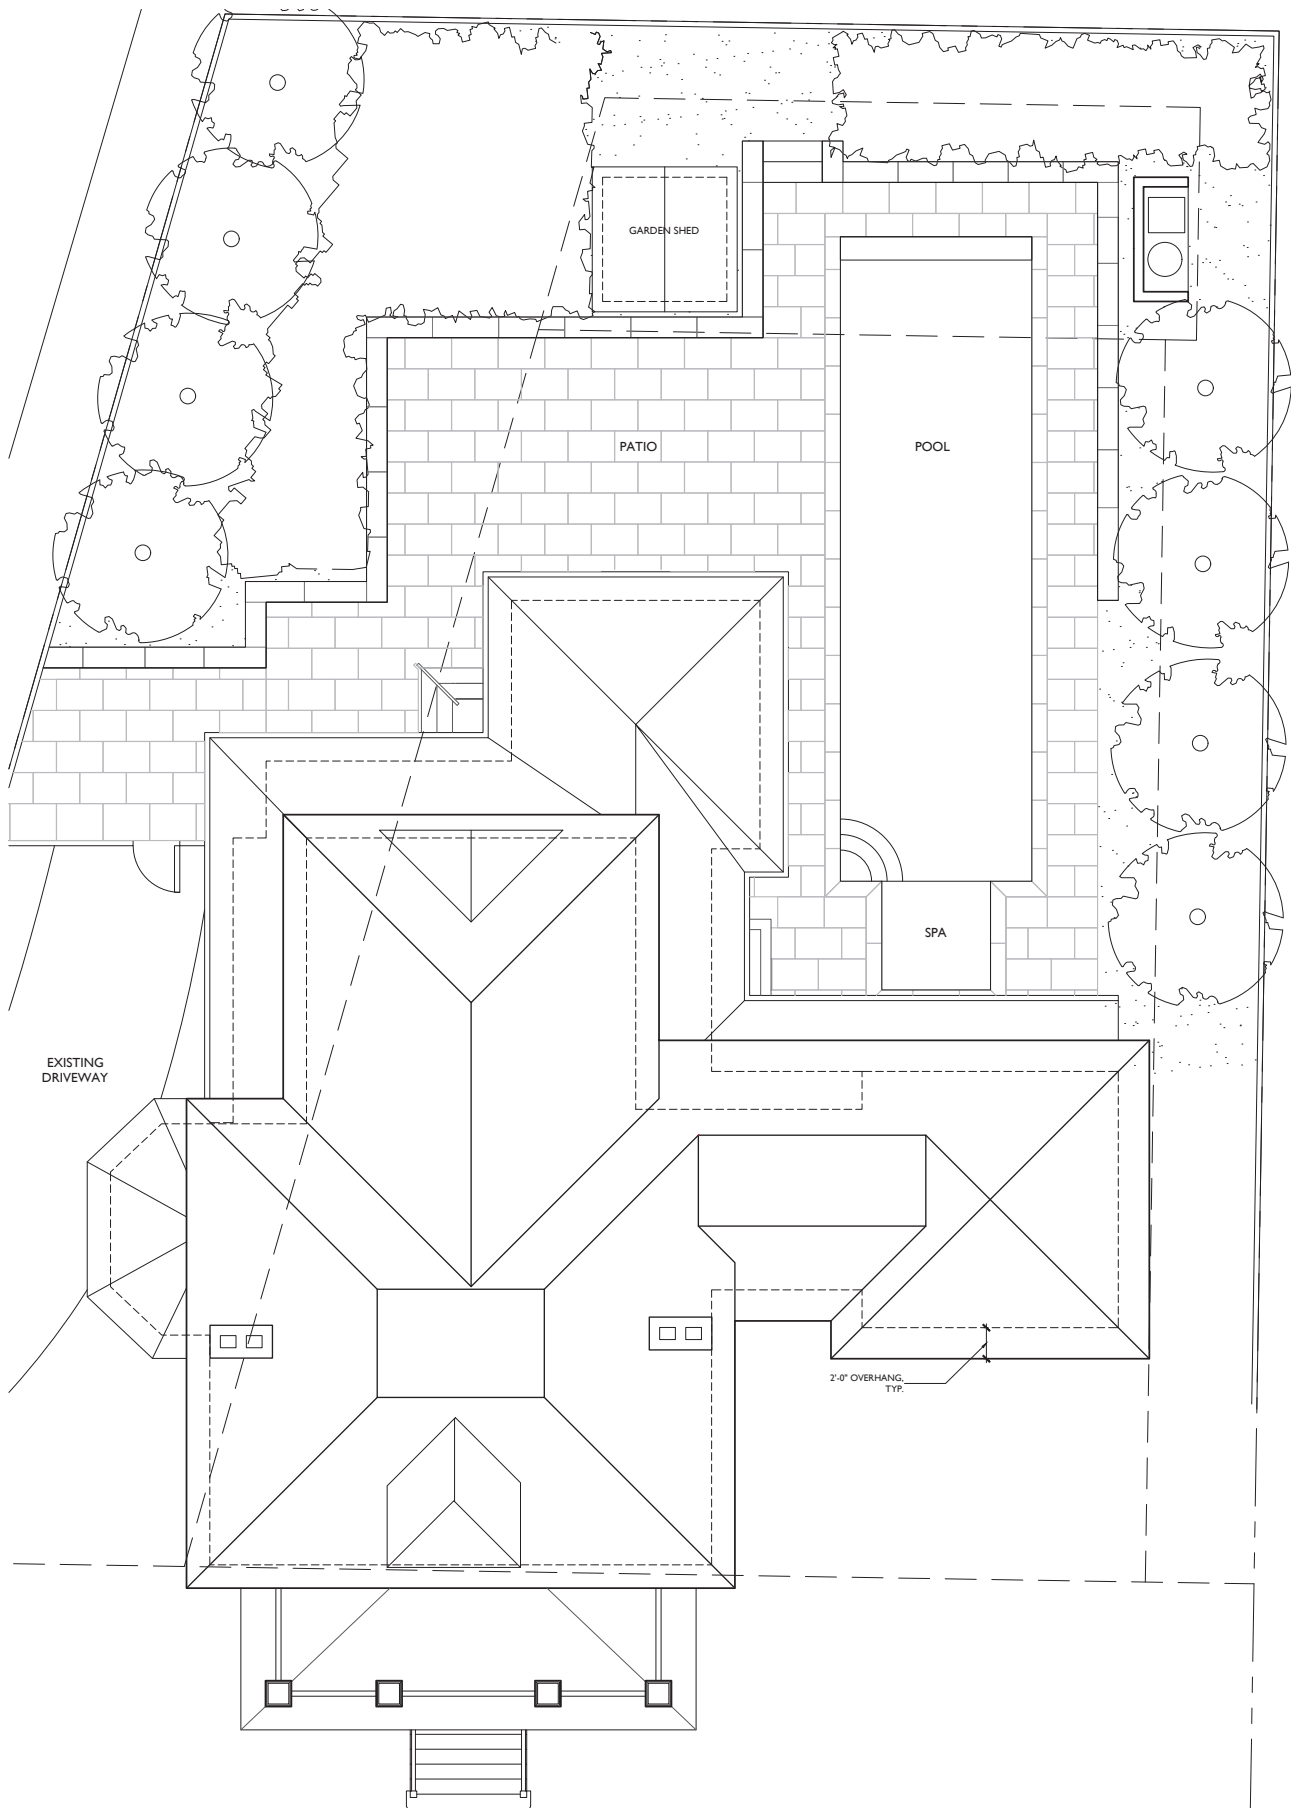 GARDEN SHED
PATIO
POOL
SPA
EXISTING
DRIVEWAY
2'-0" OVERHANG,
TYP.